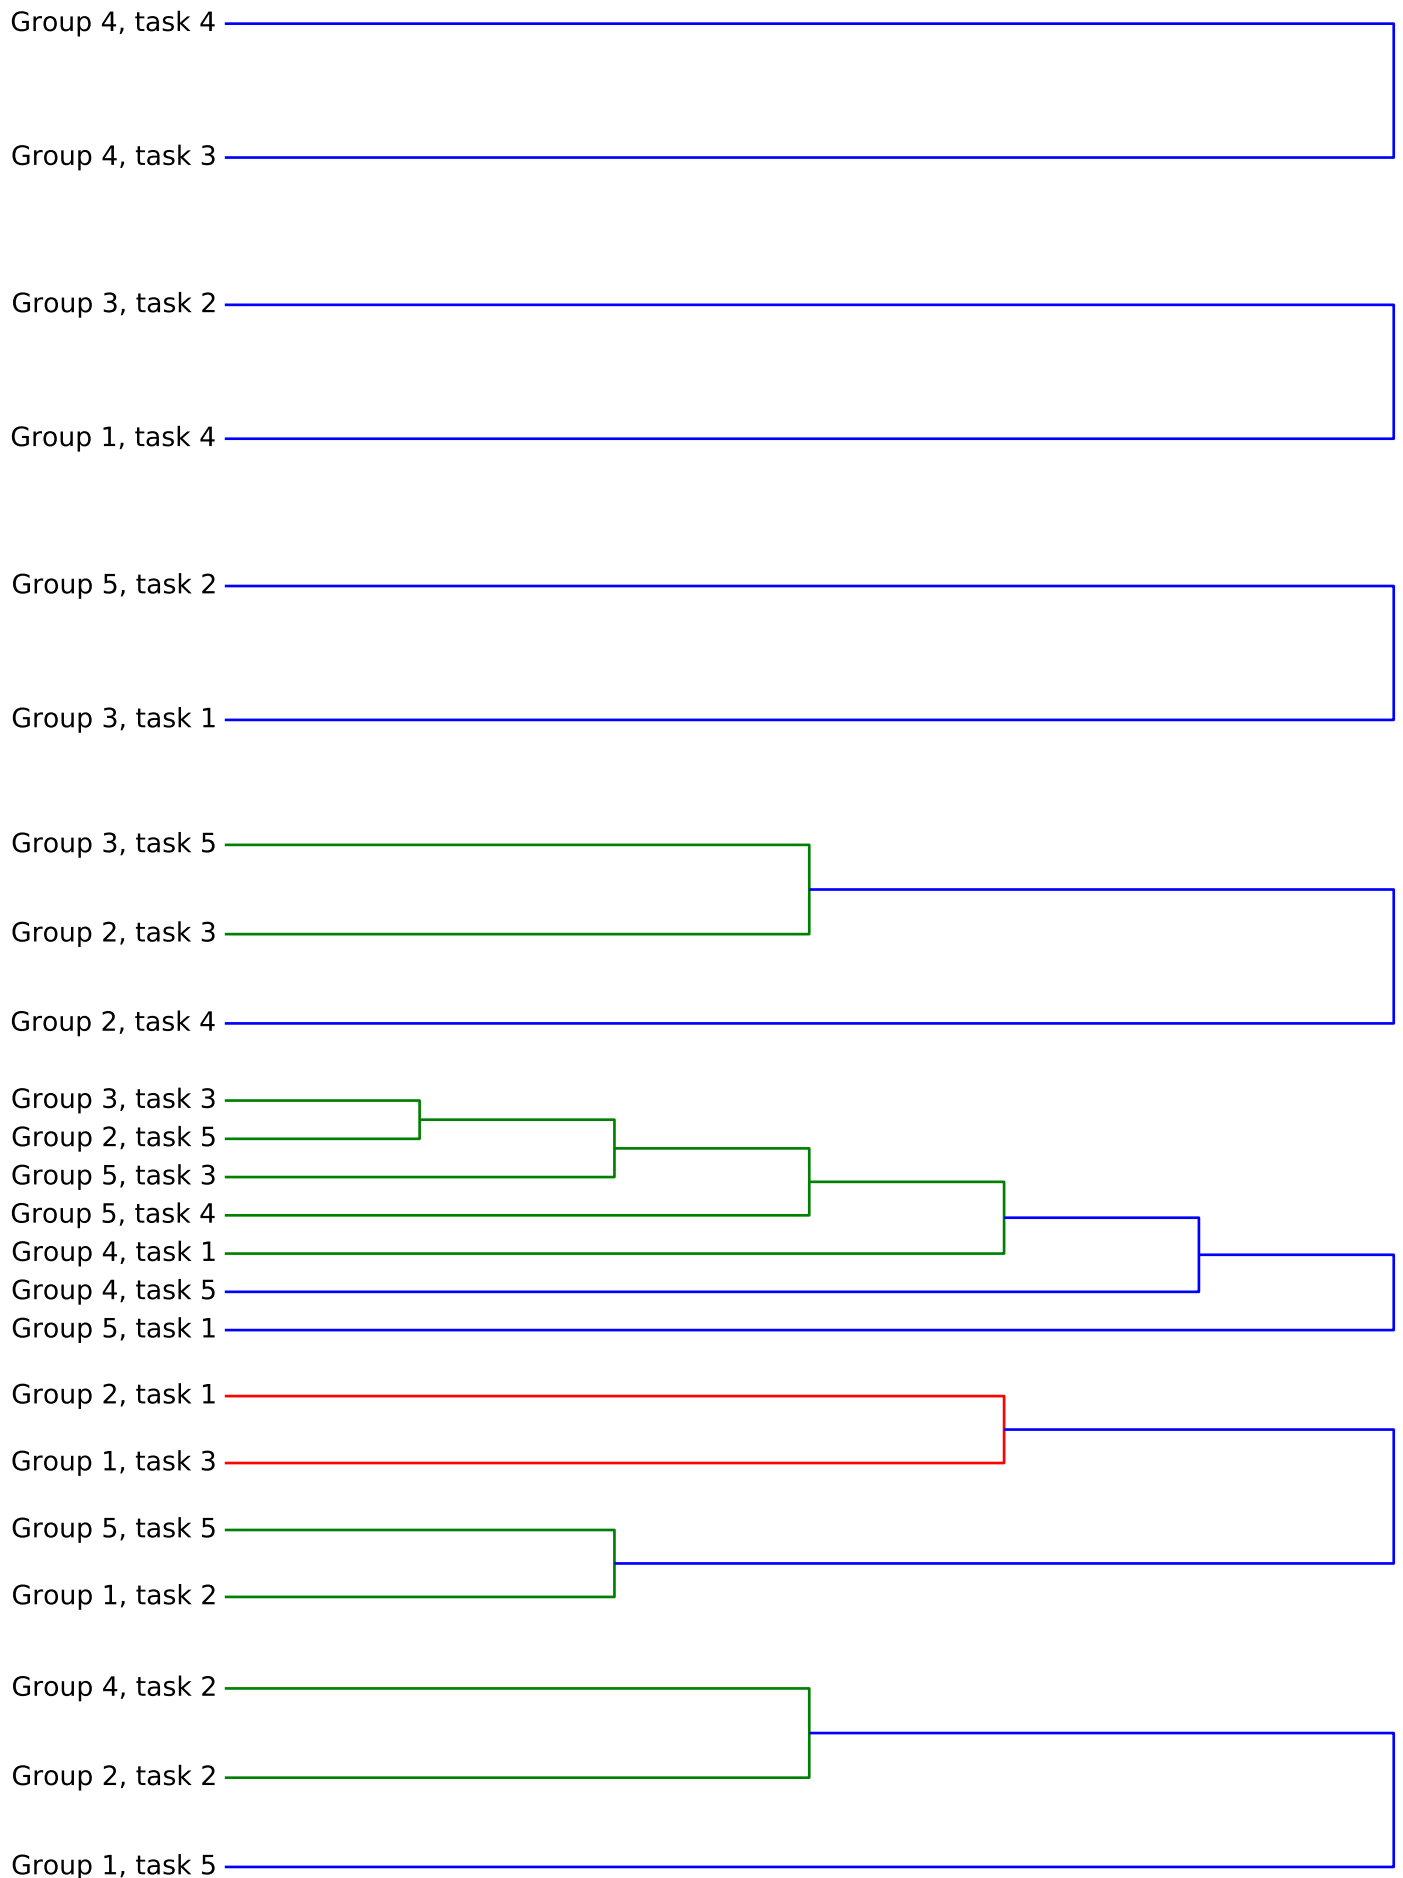 Group 4, task 4
Group 4, task 3
Group 3, task 2
Group 1, task 4
Group 5, task 2
Group 3, task 1
Group 3, task 5
Group 2, task 3
Group 2, task 4
Group 3, task 3
Group 2, task 5
Group 5, task 3
Group 5, task 4
Group 4, task 1
Group 4, task 5
Group 5, task 1
Group 2, task 1
Group 1, task 3
Group 5, task 5
Group 1, task 2
Group 4, task 2
Group 2, task 2
Group 1, task 5